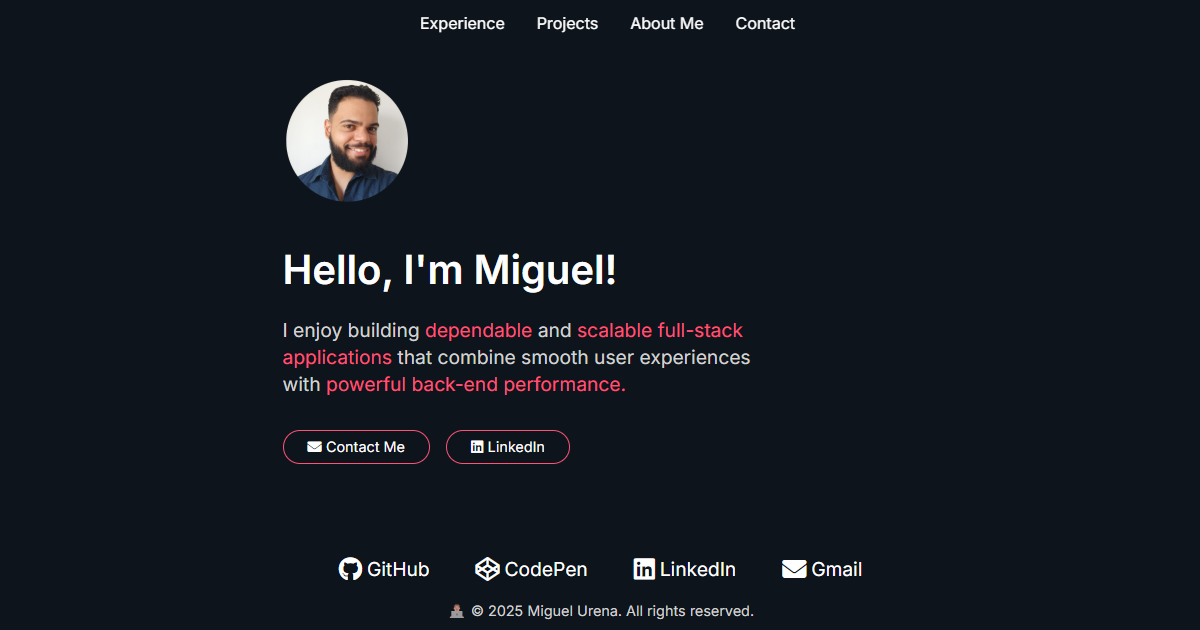 Experience Projects About Me Contact
Hello, I'm Miguel!
I enjoy building dependable and scalable full-stack
applications that combine smooth user experiences
with powerful back-end performance.
Contact Me LinkedIn
GitHub CodePen LinkedIn Gmail
© 2025 Miguel Urena. All rights reserved.